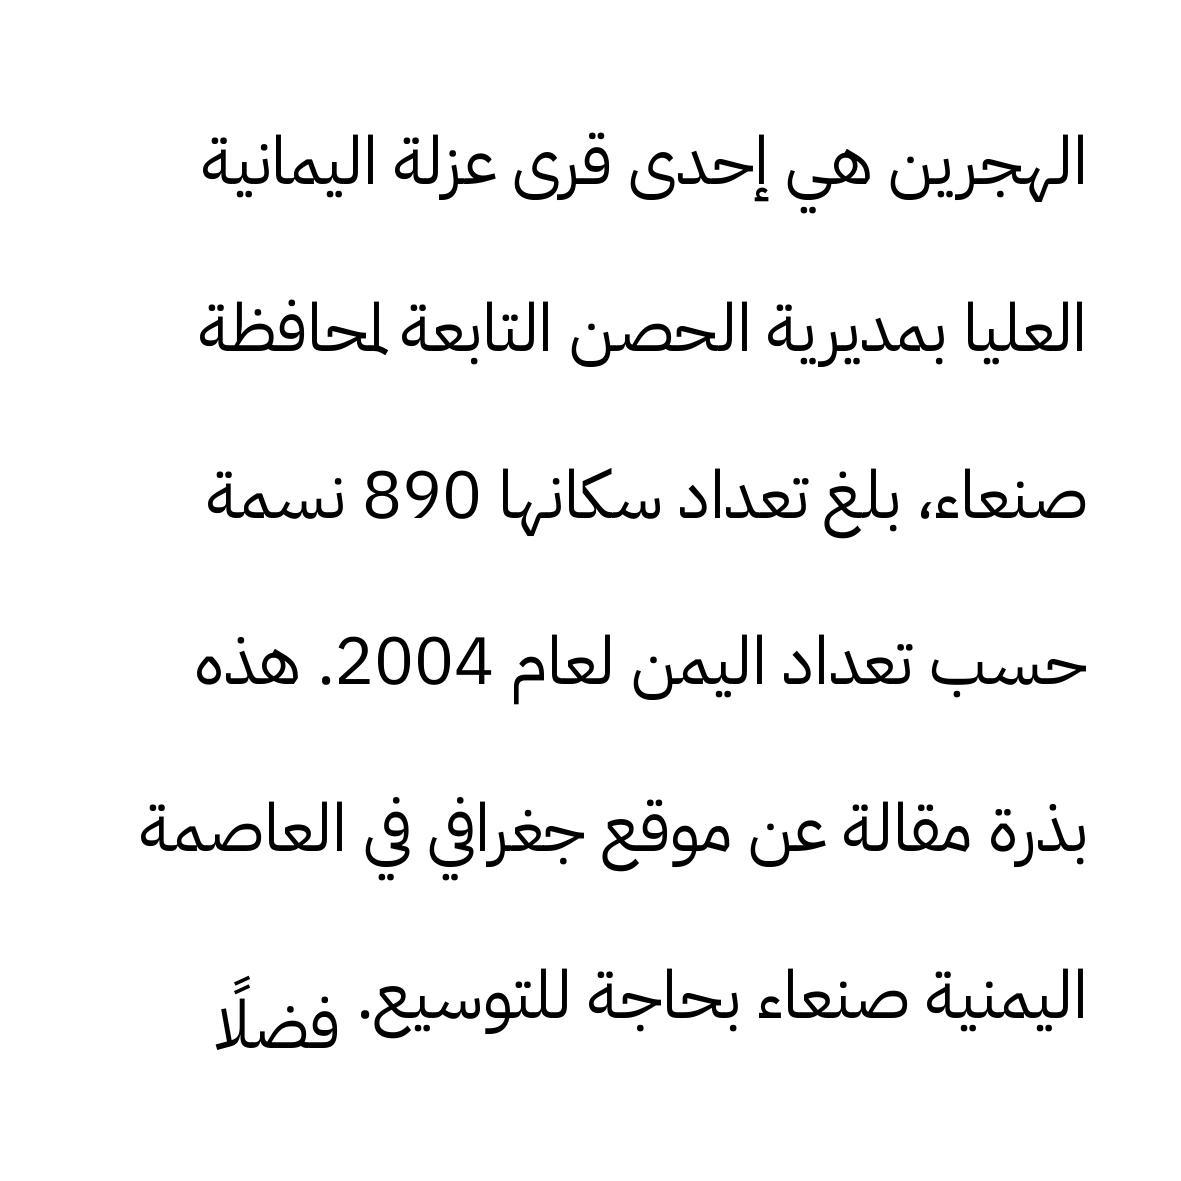 الهجرين هي إحدى قرى عزلة اليمانية
العليا بمديرية الحصن التابعة لمحافظة
صنعاء، بلغ تعداد سكانها 890 نسمة
حسب تعداد اليمن لعام 2004. هذه
بذرة مقالة عن موقع جغرافي في العاصمة
اليمنية صنعاء بحاجة للتوسيع. فضلًا